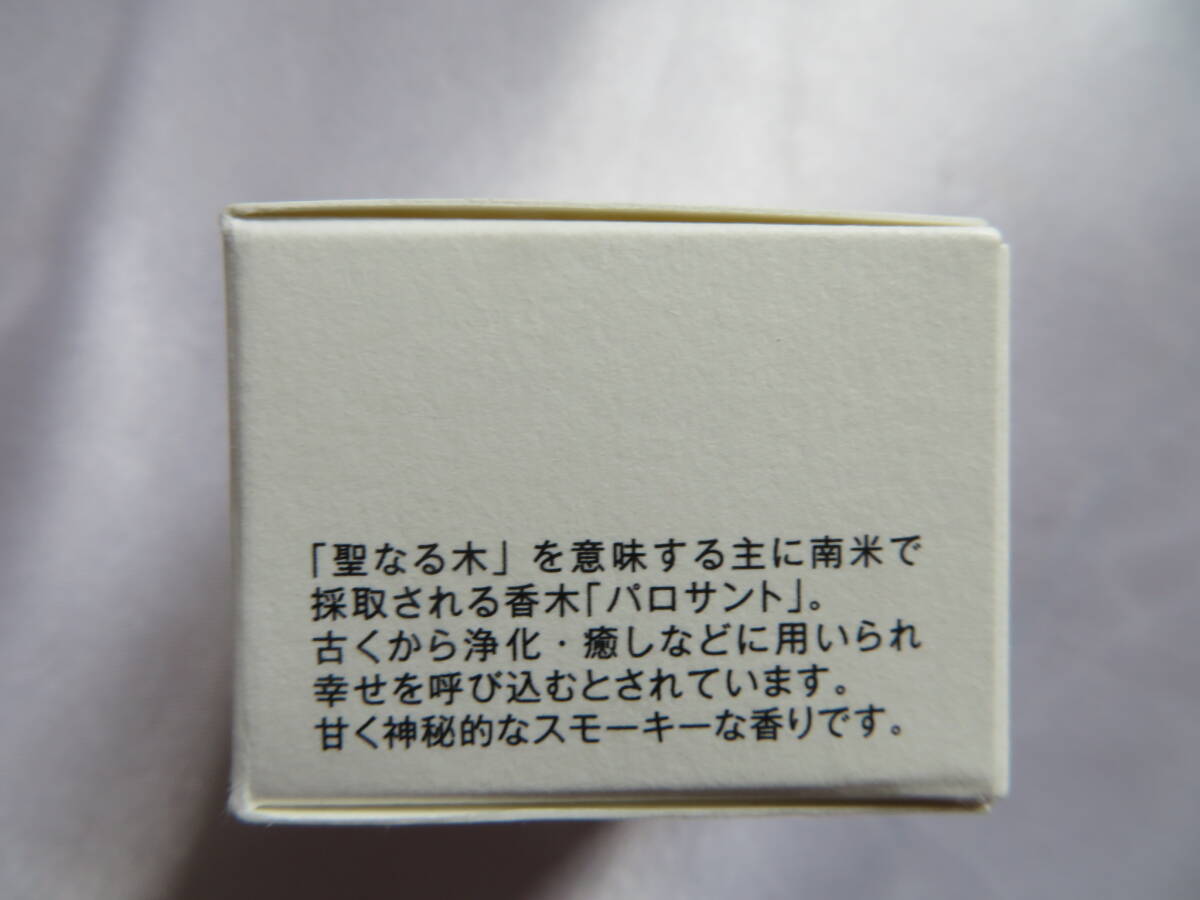 「聖なる木」を意味する主に南米で
採取される香木「パロサント」。
古くから浄化・癒しなどに用いられ
幸せを呼び込むとされています。
甘く神秘的なスモーキーな香りです。